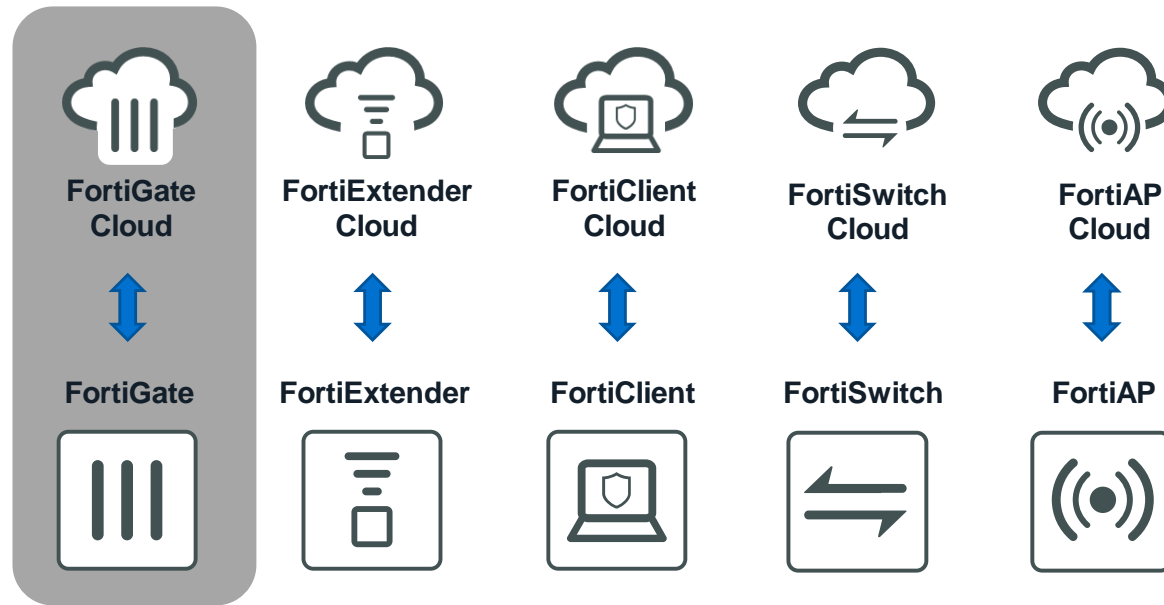 FortiGate
Cloud
FortiExtender
Cloud
FortiClient
Cloud
FortiSwitch
Cloud
FortiAP
Cloud
FortiGate
FortiExtender
FortiClient
FortiSwitch
FortiAP